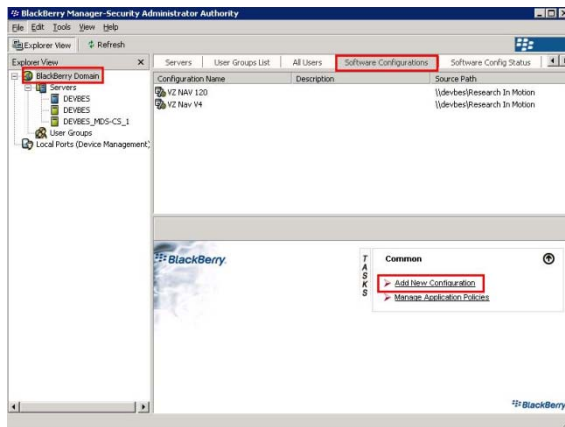 BlackBerry Manager-Security Administrator Authority
File Edit Tools View Help
Explorer View Refresh
Explorer View X
Servers User Groups List All Users Software Configurations Software Config Status
BlackBerry Domain
Servers
DEVBES
DEVBES
DEVBES_MDS-CS_1
User Groups
Local Ports (Device Management)
Configuration Name Description Source Path
VZ NAV 120 \\devbes\Research In Motion
VZ Nav V4 \\devbes\Research In Motion
BlackBerry.
TASKS
Common
Add New Configuration
Manage Application Policies
BlackBerry